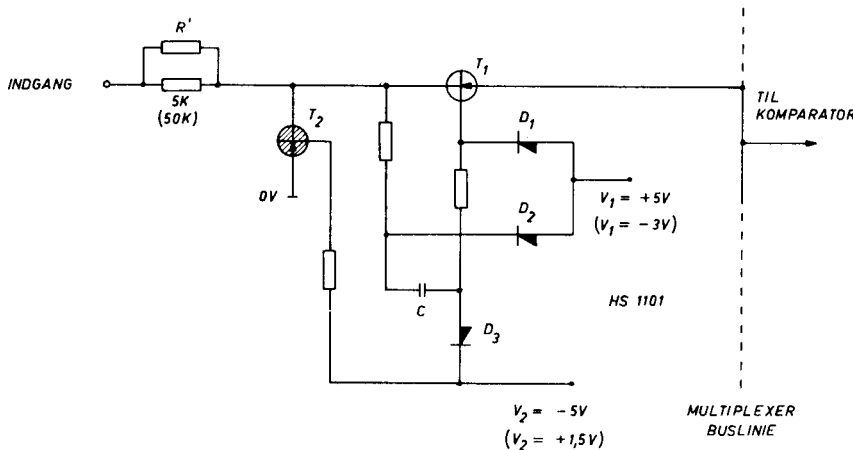 R'
INDGANG
5K
(50K)
T2
0V
T1
D1
D2
V1 = +5V
(V1 = -3V)
C
D3
HS 1101
V2 = -5V
(V2 = +1,5V)
TIL
KOMPARATOR
MULTIPLEXER
BUSLINIE